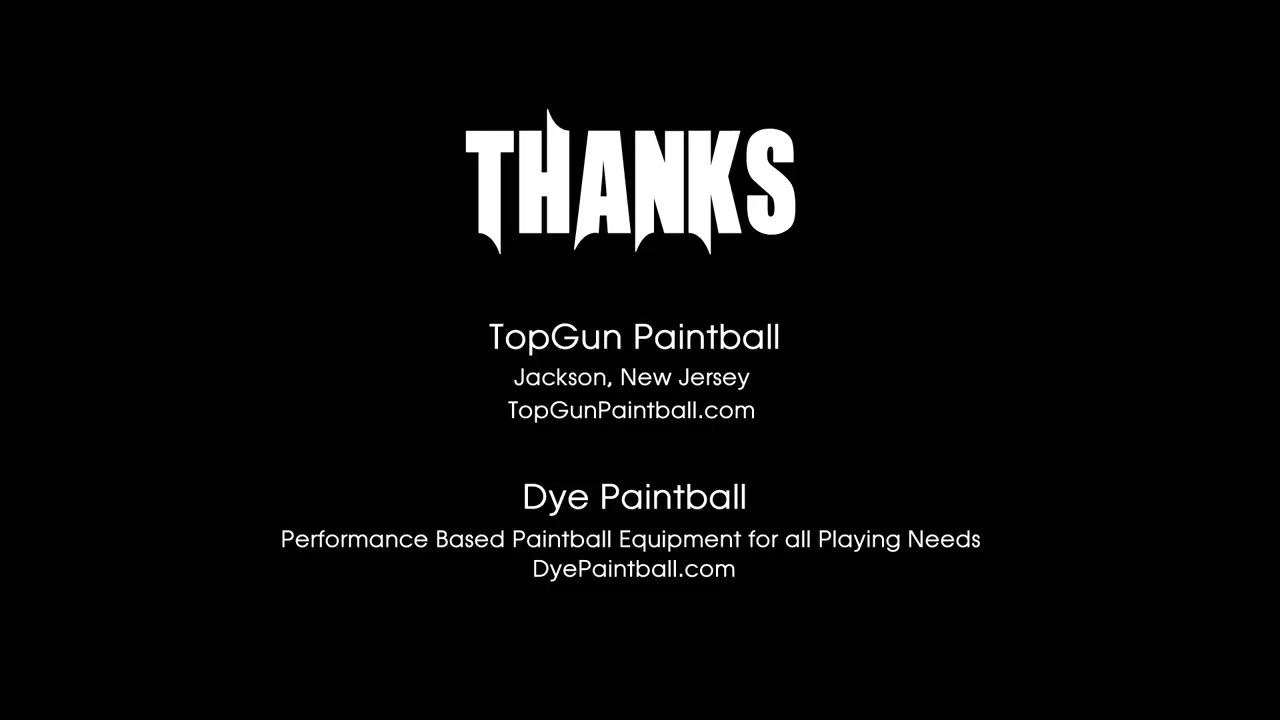 THANKS
TopGun Paintball
Jackson, New Jersey
TopGunPaintball.com
Dye Paintball
Performance Based Paintball Equipment for all Playing Needs
DyePaintball.com